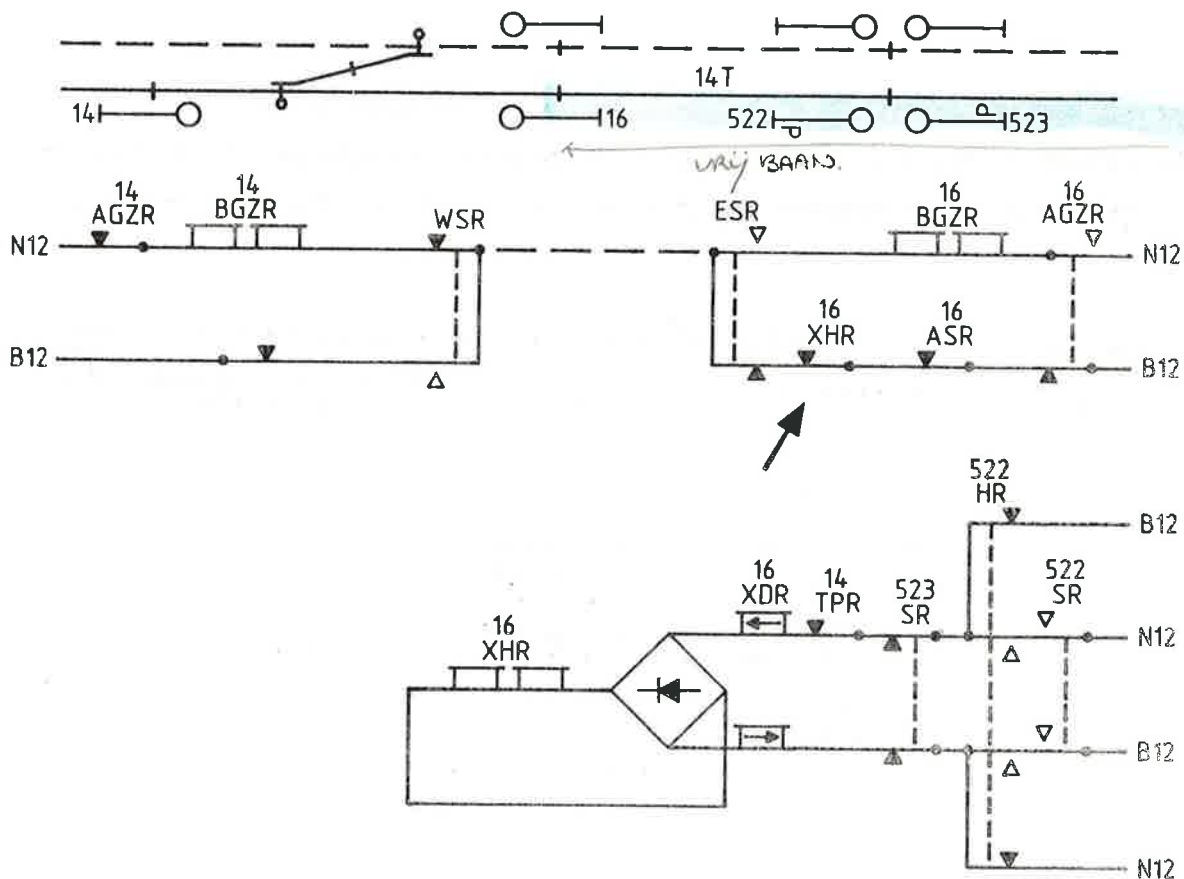 14T
14
16
522
P
P
523
VRIJ BAAN.
14
AGZR
14
BGZR
WSR
ESR
16
BGZR
16
AGZR
N12
N12
16
XHR
16
ASR
B12
B12
522
HR
B12
16
XDR
14
TPR
523
SR
522
SR
N12
16
XHR
B12
N12